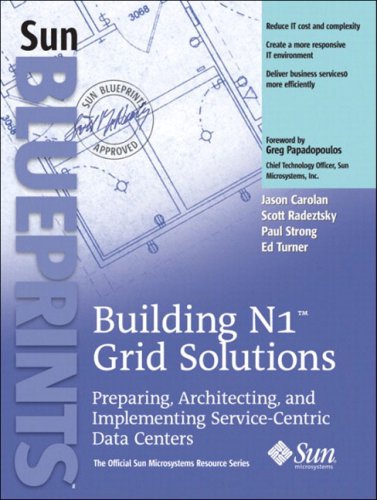 Sun
BLUEPRINTS
3068
3068
SUN BLUEPRINTS
APPROVED
Reduce IT cost and complexity
Create a more responsive
IT environment
Deliver business services0
more efficiently
Foreword by
Greg Papadopoulos
Chief Technology Officer, Sun
Microsystems, Inc.
Jason Carolan
Scott Radeztsky
Paul Strong
Ed Turner
Building N1™
Grid Solutions
Preparing, Architecting, and
Implementing Service-Centric
Data Centers
The Official Sun Microsystems Resource Series
Sun
microsystems